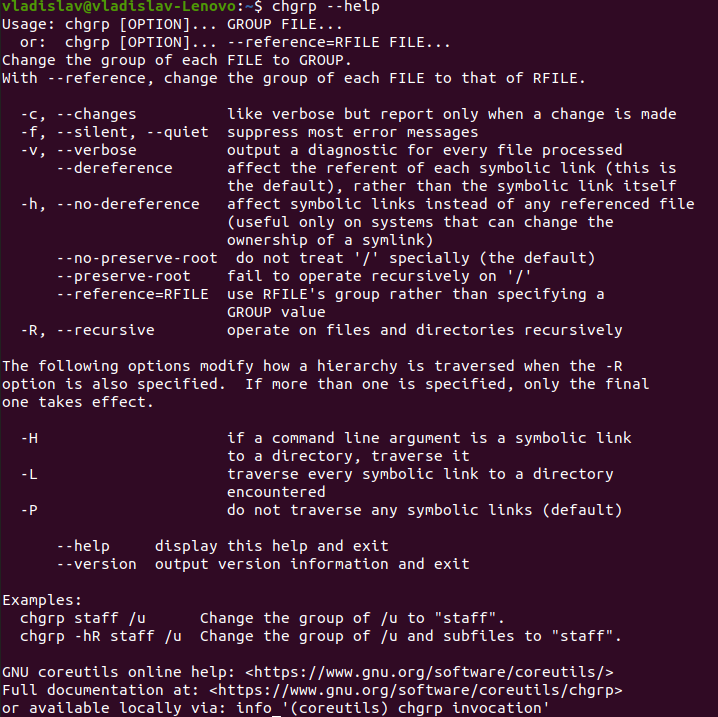 vladislav@vladislav-Lenovo:~$ chgrp --help
Usage: chgrp [OPTION]... GROUP FILE...
  or:  chgrp [OPTION]... --reference=RFILE FILE...
Change the group of each FILE to GROUP.
With --reference, change the group of each FILE to that of RFILE.

  -c, --changes          like verbose but report only when a change is made
  -f, --silent, --quiet  suppress most error messages
  -v, --verbose          output a diagnostic for every file processed
      --dereference      affect the referent of each symbolic link (this is
                         the default), rather than the symbolic link itself
  -h, --no-dereference   affect symbolic links instead of any referenced file
                         (useful only on systems that can change the
                         ownership of a symlink)
      --no-preserve-root  do not treat '/' specially (the default)
      --preserve-root    fail to operate recursively on '/'
      --reference=RFILE  use RFILE's group rather than specifying a
                         GROUP value
  -R, --recursive        operate on files and directories recursively

The following options modify how a hierarchy is traversed when the -R
option is also specified.  If more than one is specified, only the final
one takes effect.

  -H                     if a command line argument is a symbolic link
                         to a directory, traverse it
  -L                     traverse every symbolic link to a directory
                         encountered
  -P                     do not traverse any symbolic links (default)

      --help     display this help and exit
      --version  output version information and exit

Examples:
  chgrp staff /u      Change the group of /u to "staff".
  chgrp -hR staff /u  Change the group of /u and subfiles to "staff".

GNU coreutils online help: <https://www.gnu.org/software/coreutils/>
Full documentation at: <https://www.gnu.org/software/coreutils/chgrp>
or available locally via: info '(coreutils) chgrp invocation'